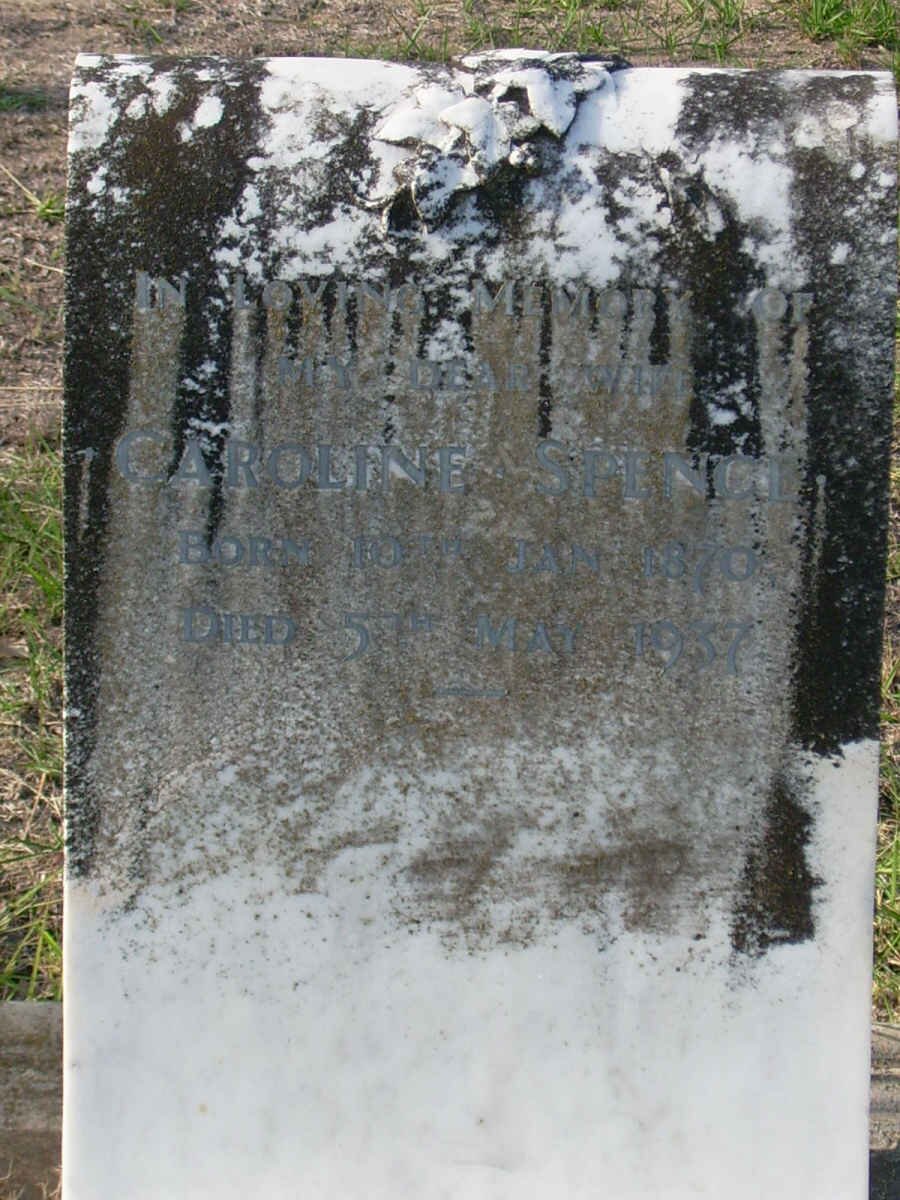 IN LOVING MEMORY OF
MY DEAR WIFE
CAROLINE SPENCE
BORN 10TH JAN 1870
DIED 5TH MAY 1937